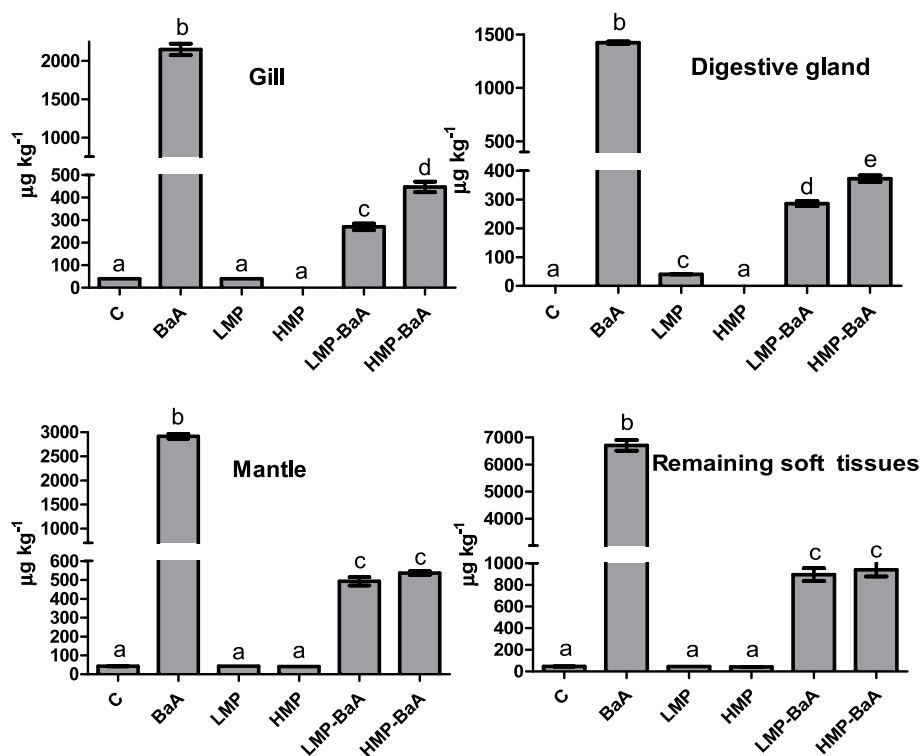 Gill
µg kg-1
2000
1500
1000
500
400
300
200
100
0
a
b
a
a
c
d
C
BaA
LMP
HMP
LMP-BaA
HMP-BaA
Digestive gland
µg kg-1
1500
1000
500
400
300
200
100
0
a
b
c
a
d
e
C
BaA
LMP
HMP
LMP-BaA
HMP-BaA
Mantle
µg kg-1
3000
2500
2000
1500
1000
600
500
400
300
200
100
0
a
b
a
a
c
c
C
BaA
LMP
HMP
LMP-BaA
HMP-BaA
Remaining soft tissues
µg kg-1
7000
6000
5000
4000
3000
1000
800
600
400
200
0
a
b
a
a
c
c
C
BaA
LMP
HMP
LMP-BaA
HMP-BaA